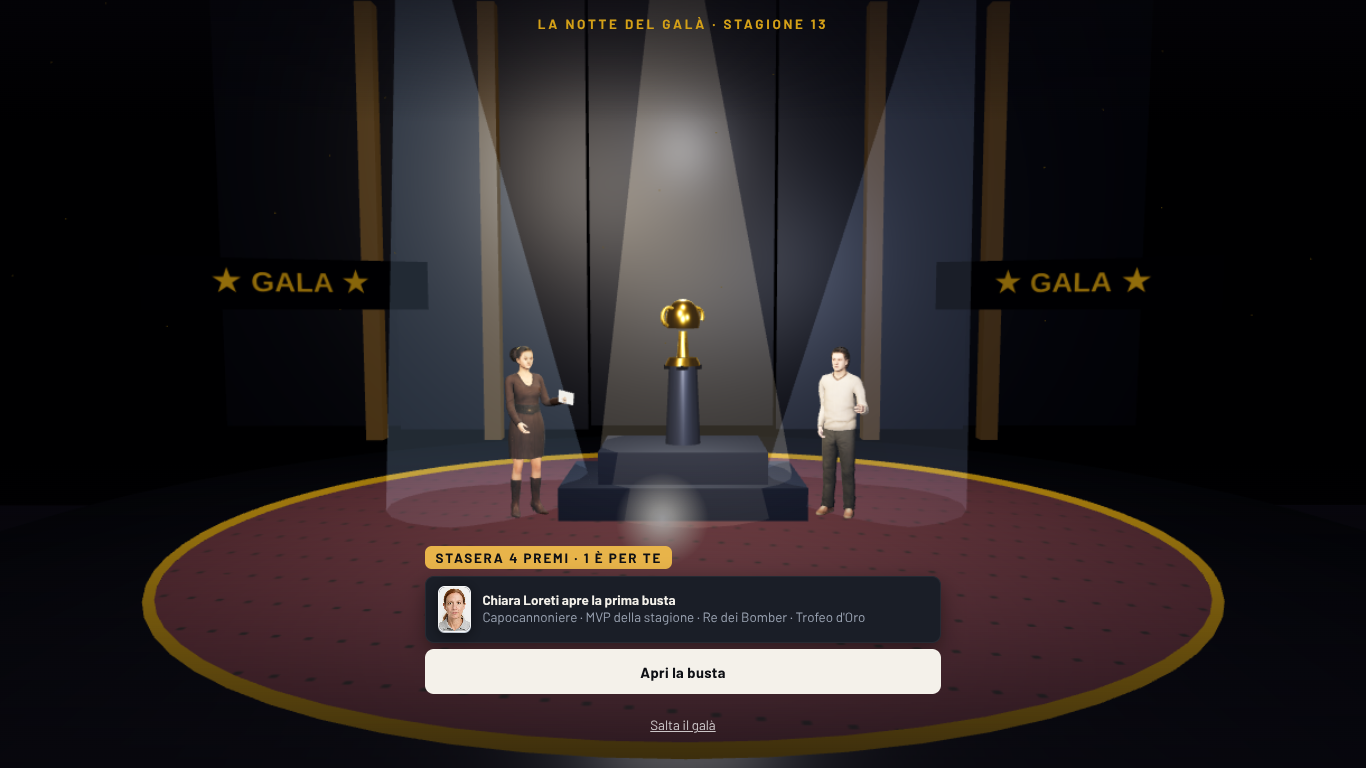 LA NOTTE DEL GALÀ · STAGIONE 13
★ GALA ★
★ GALA ★
STASERA 4 PREMI · 1 È PER TE
Chiara Loreti apre la prima busta
Capocannoniere · MVP della stagione · Re dei Bomber · Trofeo d'Oro
Apri la busta
Salta il galà